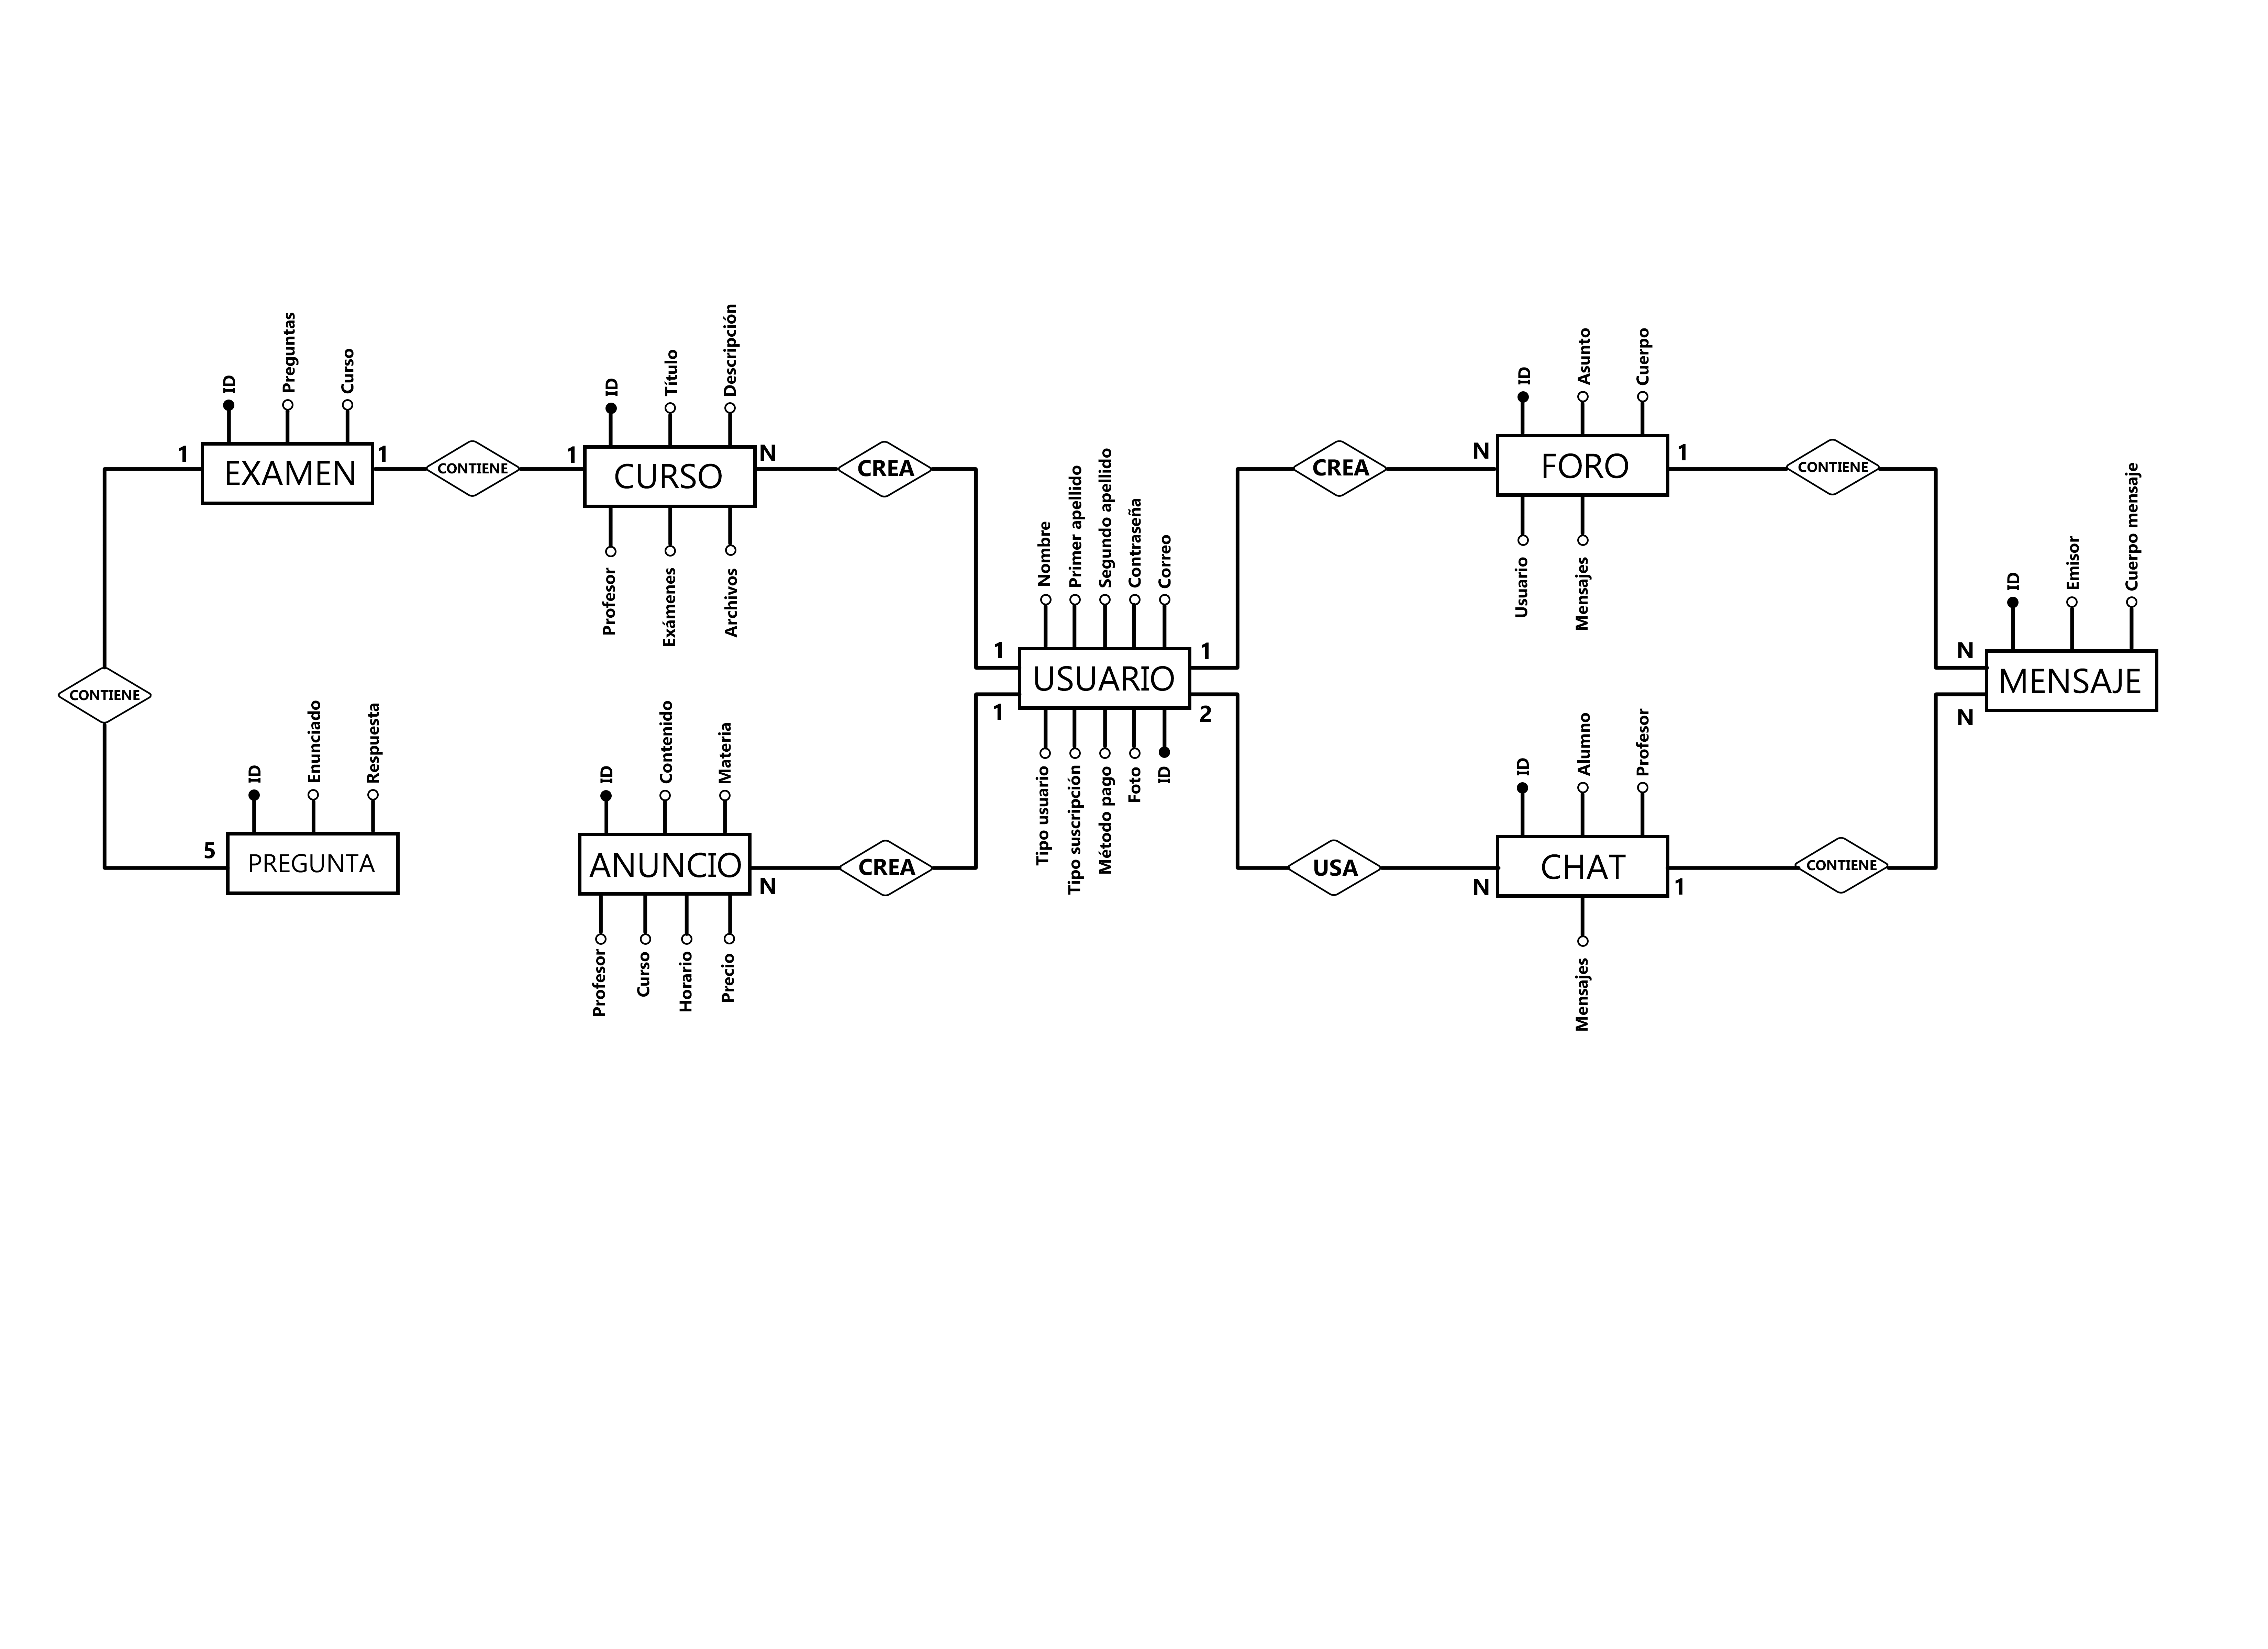 ID
Preguntas
Curso
1
EXAMEN
1
CONTIENE
1
ID
Título
Descripción
CURSO
N
Profesor
Exámenes
Archivos
CREA
CONTIENE
5
ID
Enunciado
Respuesta
PREGUNTA
ID
Contenido
Materia
ANUNCIO
N
Profesor
Curso
Horario
Precio
CREA
Nombre
Primer apellido
Segundo apellido
Contraseña
Correo
1
1
USUARIO
1
2
Tipo usuario
Tipo suscripción
Método pago
Foto
ID
CREA
N
ID
Asunto
Cuerpo
FORO
1
Usuario
Mensajes
CONTIENE
USA
N
ID
Alumno
Profesor
CHAT
1
Mensajes
CONTIENE
N
N
ID
Emisor
Cuerpo mensaje
MENSAJE